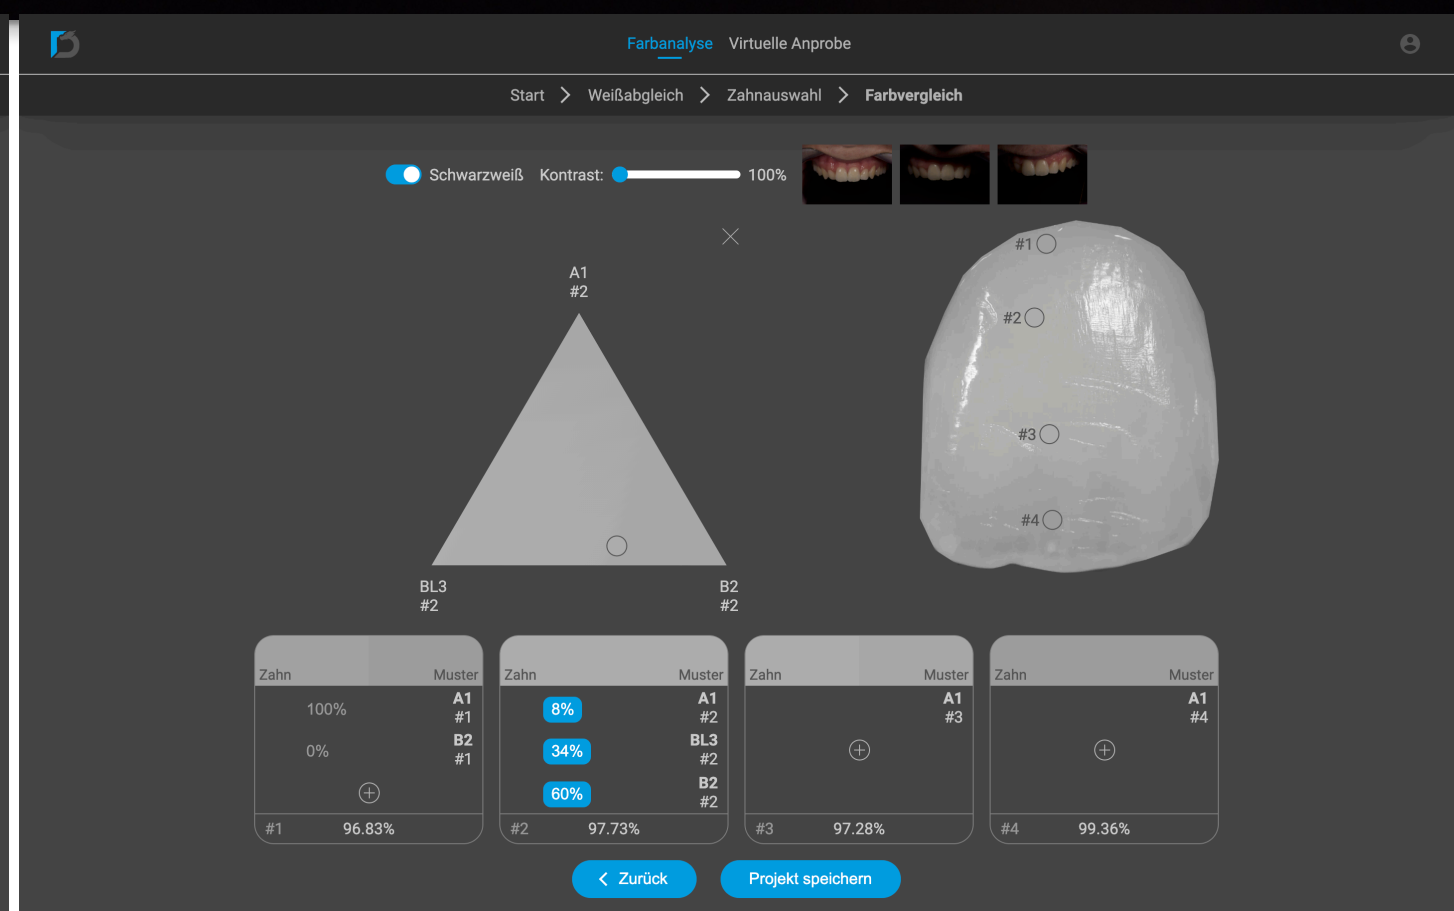 Farbanalyse Virtuelle Anprobe
Start Weißabgleich Zahnauswahl Farbvergleich
Schwarzweiß Kontrast: 100%
A1
#2
BL3
#2
B2
#2
#1
#2
#3
#4
Zahn Muster
100% A1
#1
0% B2
#1
#1 96.83%
Zahn Muster
8% A1
#2
34% BL3
#2
60% B2
#2
#2 97.73%
Zahn Muster
A1
#3
#3 97.28%
Zahn Muster
A1
#4
#4 99.36%
Zurück Projekt speichern